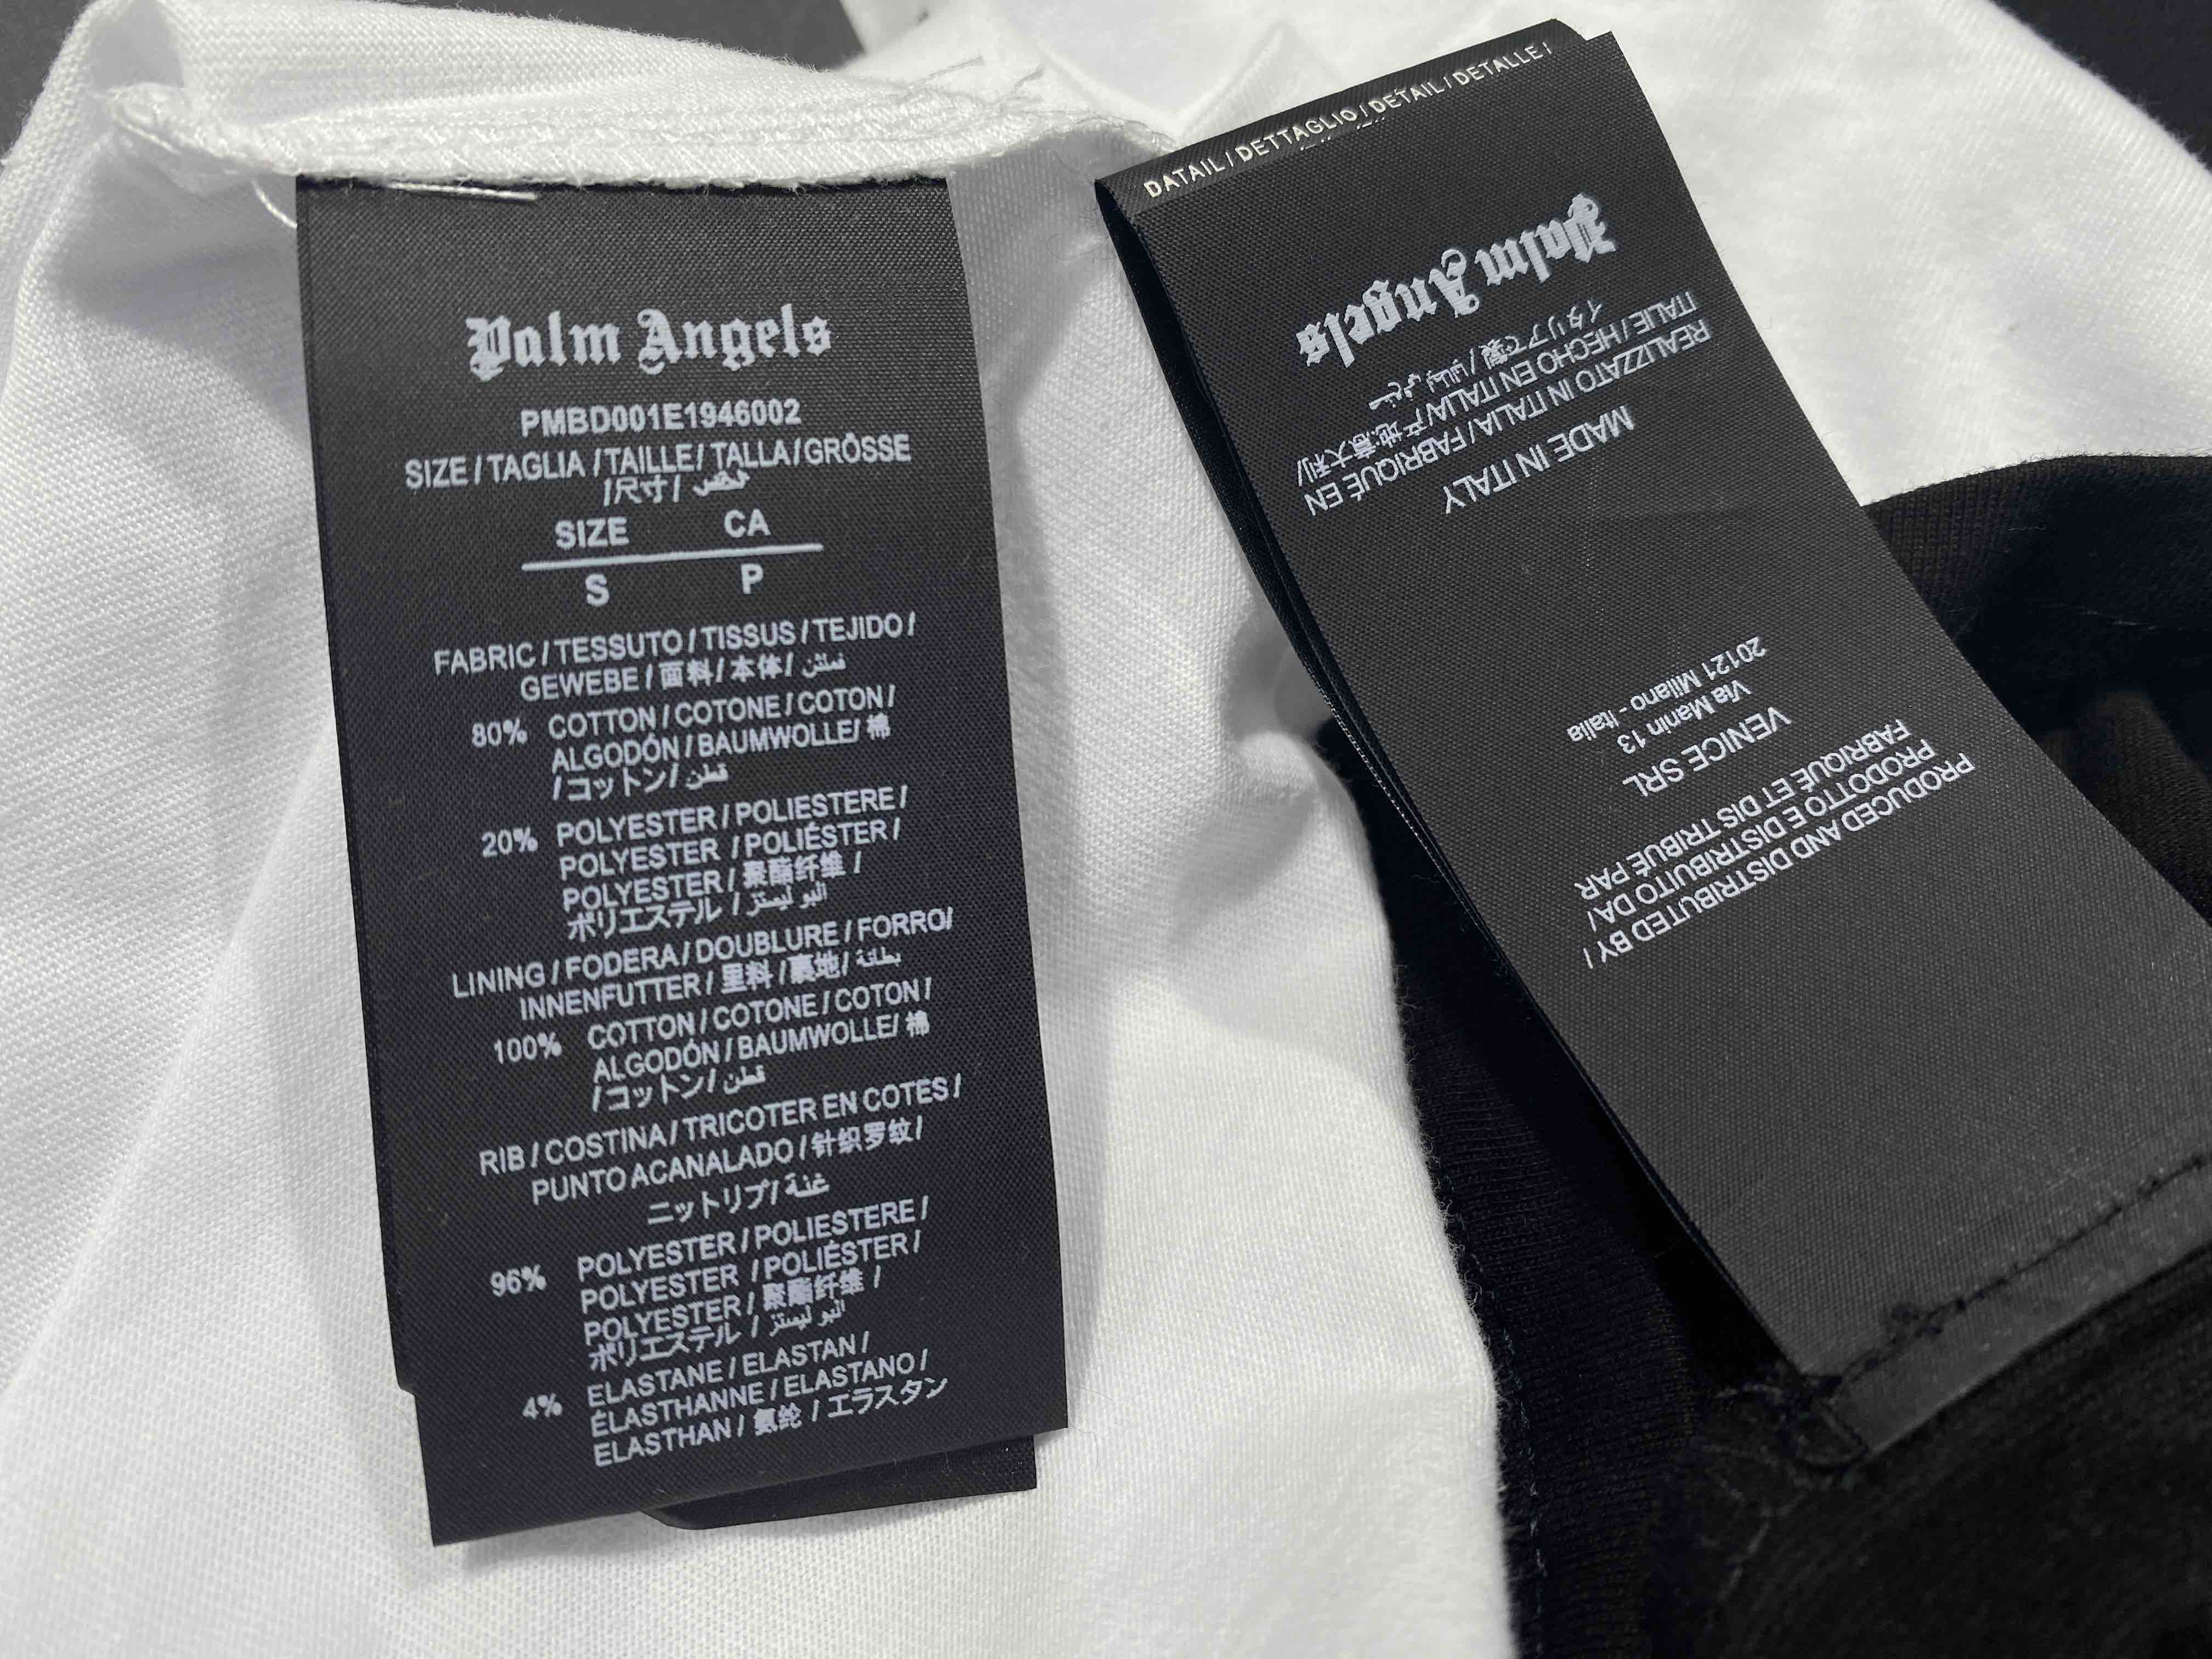 Palm Angels
PMBD001E1946002
SIZE / TAGLIA / TAILLE / TALLA / GRÖSSE
/ 尺寸 /
SIZE CA
S P
FABRIC / TESSUTO / TISSUS / TEJIDO /
GEWEBE / 面料 / 本体 /
80% COTTON / COTONE / COTON /
ALGODÓN / BAUMWOLLE / 棉
/ コットン / قطن
20% POLYESTER / POLIESTERE /
POLYESTER / POLIÉSTER /
POLYESTER / 聚酯纤维 /
ポリエステル / البوليستر
LINING / FODERA / DOUBLURE / FORRO /
INNENFUTTER / 里料 / 裏地 / بطانة
100% COTTON / COTONE / COTON /
ALGODÓN / BAUMWOLLE / 棉
/ コットン / قطن
RIB / COSTINA / TRICOTER EN COTES /
PUNTO ACANALADO / 针织罗纹 /
ニットリブ /
96% POLYESTER / POLIESTERE /
POLYESTER / POLIÉSTER /
POLYESTER / 聚酯纤维 /
ポリエステル / البوليستر
4% ELASTANE / ELASTAN /
ÉLASTHANNE / ELASTANO /
ELASTHAN / 氨纶 / エラスタン
DATAIL / DETTAGLIO / DETAIL / DETALLE /
PRODUCED AND DISTRIBUTED BY /
PRODOTTO E DISTRIBUITO DA /
FABRIQUÉ ET DIS TRIBUÉ PAR
VENICE SRL
Via Manin 13
20121 Milano - Italia
MADE IN ITALY
REALIZZATO IN ITALIA / FABRIQUÉ EN
ITALIE / HECHO EN ITALIA / 产地:意大利 /
イタリアで製 /
Palm Angels